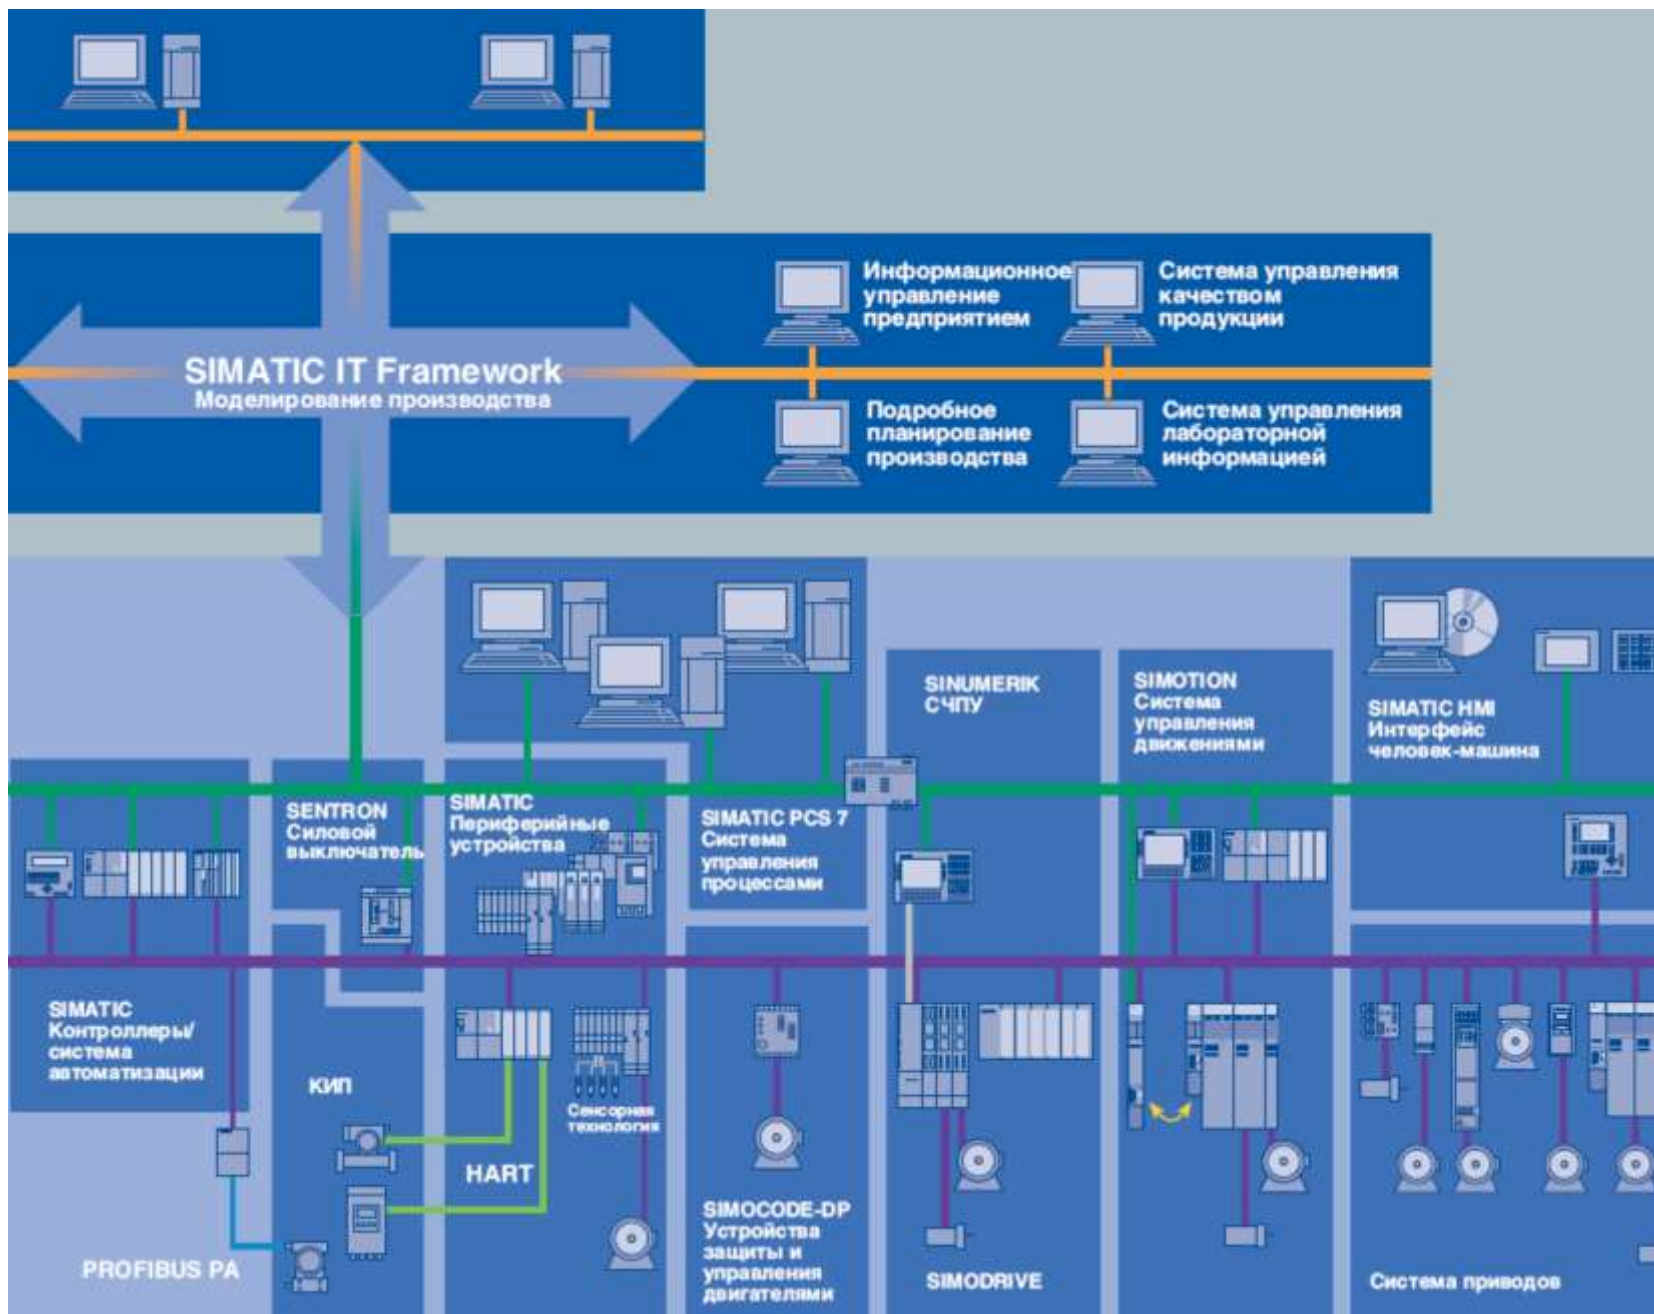 Информационное
управление
предприятием
Система управления
качеством
продукции
SIMATIC IT Framework
Моделирование производства
Подробное
планирование
производства
Система управления
лабораторной
информацией
SINUMERIK
СЧПУ
SIMOTION
Система
управления
движениями
SIMATIC HMI
Интерфейс
человек-машина
SENTRON
Силовой
выключатель
SIMATIC
Периферийные
устройства
SIMATIC PCS 7
Система
управления
процессами
SIMATIC
Контроллеры/
система
автоматизации
КИП
Сенсорная
технология
HART
SIMOCODE-DP
Устройства
защиты и
управления
двигателями
PROFIBUS PA
SIMODRIVE
Система приводов